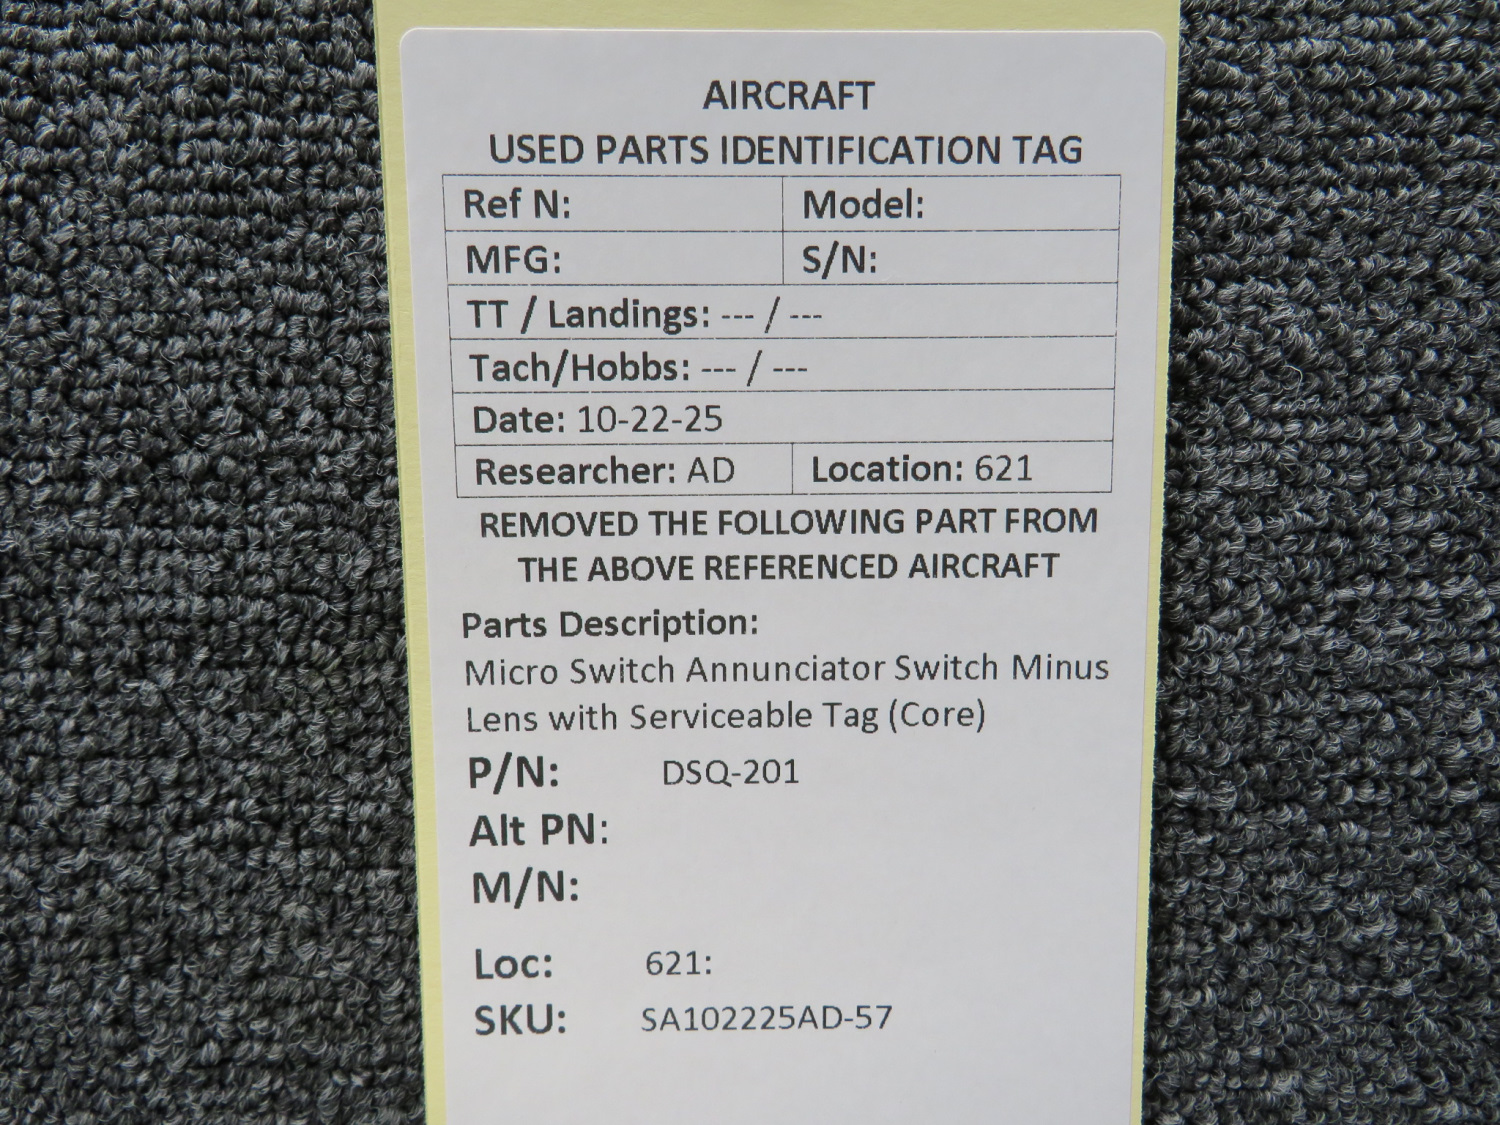 AIRCRAFT
USED PARTS IDENTIFICATION TAG
Ref N: Model:
MFG: S/N:
TT / Landings: --- / ---
Tach/Hobbs: --- / ---
Date: 10-22-25
Researcher: AD Location: 621
REMOVED THE FOLLOWING PART FROM
THE ABOVE REFERENCED AIRCRAFT
Parts Description:
Micro Switch Annunciator Switch Minus
Lens with Serviceable Tag (Core)
P/N: DSQ-201
Alt PN:
M/N:
Loc: 621:
SKU: SA102225AD-57